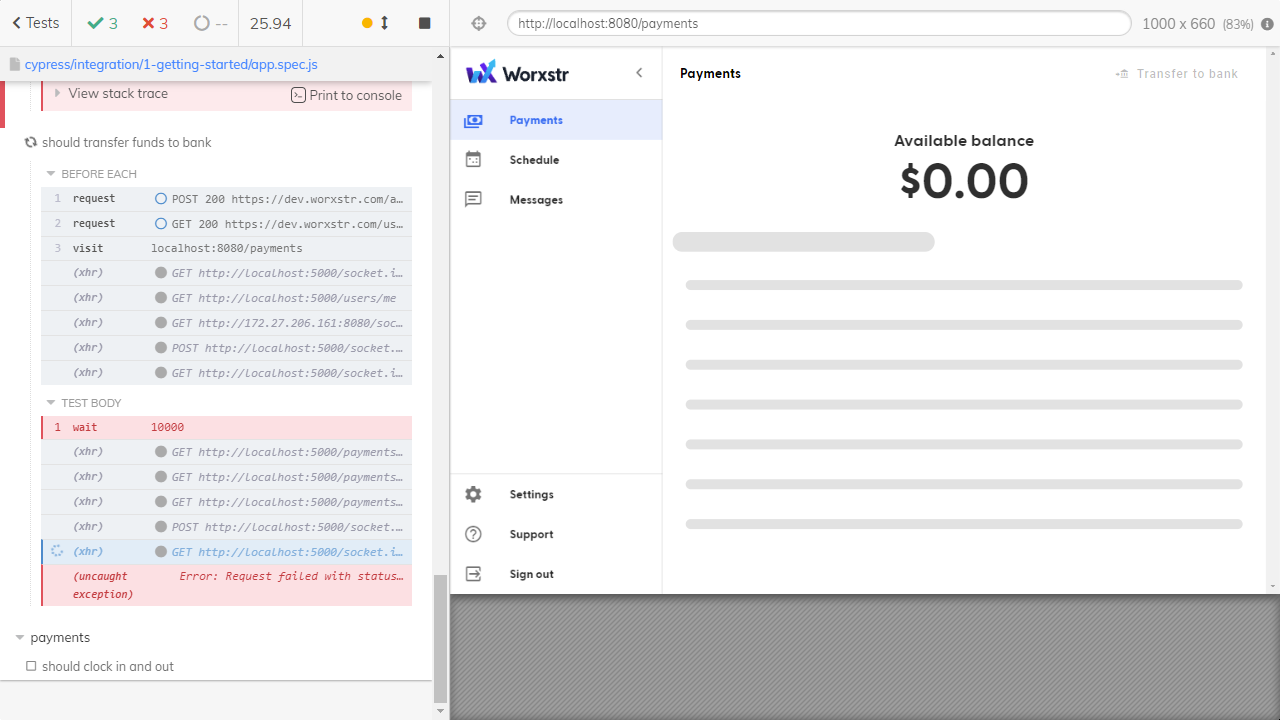 Tests
3
3
--
25.94
http://localhost:8080/payments
1000 x 660 (83%)
cypress/integration/1-getting-started/app.spec.js
View stack trace
Print to console
should transfer funds to bank
BEFORE EACH
1 request POST 200 https://dev.worxstr.com/a…
2 request GET 200 https://dev.worxstr.com/us…
3 visit localhost:8080/payments
(xhr) GET http://localhost:5000/socket.i…
(xhr) GET http://localhost:5000/users/me
(xhr) GET http://172.27.206.161:8080/soc…
(xhr) POST http://localhost:5000/socket.…
(xhr) GET http://localhost:5000/socket.i…
TEST BODY
1 wait 10000
(xhr) GET http://localhost:5000/payments…
(xhr) GET http://localhost:5000/payments…
(xhr) GET http://localhost:5000/payments…
(xhr) POST http://localhost:5000/socket.…
(xhr) GET http://localhost:5000/socket.i…
(uncaught Error: Request failed with status…
exception)
payments
should clock in and out
Worxstr
Payments
Schedule
Messages
Settings
Support
Sign out
Payments
Transfer to bank
Available balance
$0.00